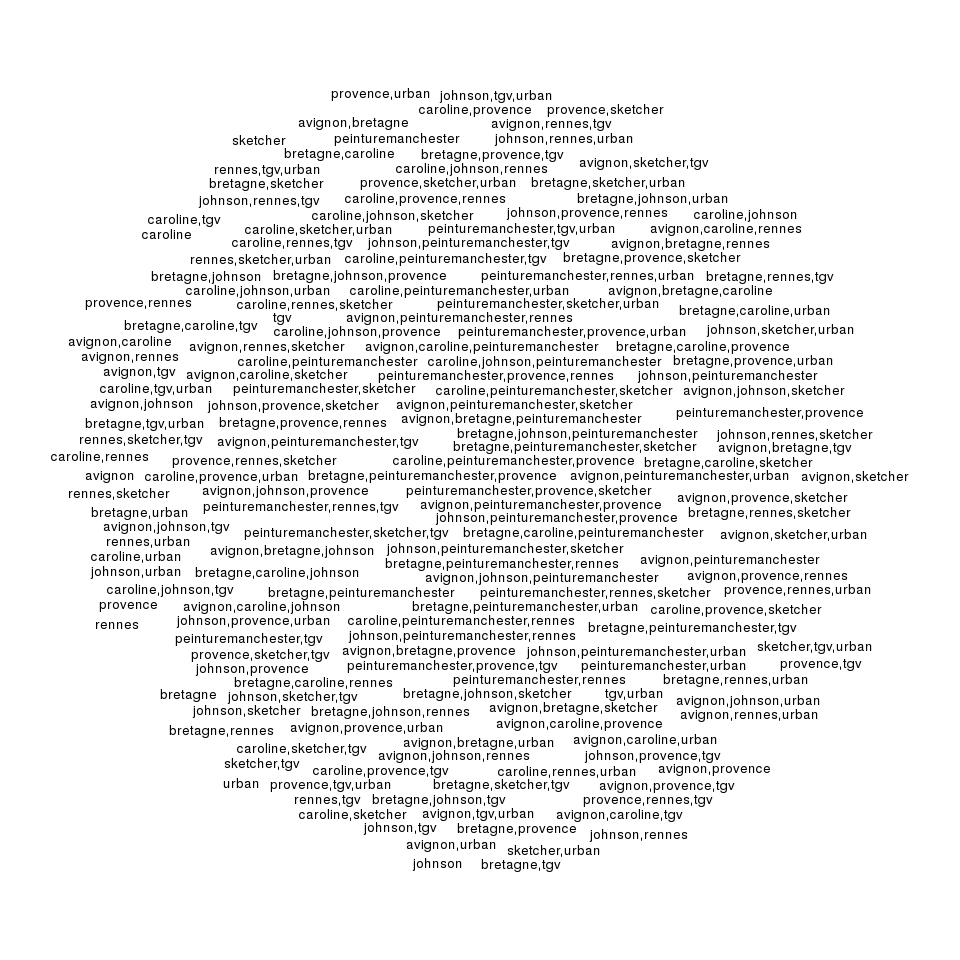 provence,urban johnson,tgv,urban
caroline,provence provence,sketcher
avignon,bretagne avignon,rennes,tgv
sketcher peinturemanchester johnson,rennes,urban
bretagne,caroline bretagne,provence,tgv
avignon,sketcher,tgv
rennes,tgv,urban caroline,johnson,rennes
bretagne,sketcher provence,sketcher,urban bretagne,sketcher,urban
johnson,rennes,tgv caroline,provence,rennes bretagne,johnson,urban
caroline,tgv caroline,johnson,sketcher johnson,provence,rennes caroline,johnson
caroline caroline,sketcher,urban peinturemanchester,tgv,urban avignon,caroline,rennes
caroline,rennes,tgv johnson,peinturemanchester,tgv avignon,bretagne,rennes
rennes,sketcher,urban caroline,peinturemanchester,tgv bretagne,provence,sketcher
bretagne,johnson bretagne,johnson,provence peinturemanchester,rennes,urban bretagne,rennes,tgv
caroline,johnson,urban caroline,peinturemanchester,urban avignon,bretagne,caroline
provence,rennes caroline,rennes,sketcher peinturemanchester,sketcher,urban
bretagne,caroline,urban
tgv avignon,peinturemanchester,rennes
bretagne,caroline,tgv caroline,johnson,provence peinturemanchester,provence,urban johnson,sketcher,urban
avignon,caroline avignon,rennes,sketcher avignon,caroline,peinturemanchester bretagne,caroline,provence
avignon,rennes caroline,peinturemanchester caroline,johnson,peinturemanchester bretagne,provence,urban
avignon,tgv avignon,caroline,sketcher peinturemanchester,provence,rennes johnson,peinturemanchester
caroline,tgv,urban peinturemanchester,sketcher caroline,peinturemanchester,sketcher avignon,johnson,sketcher
avignon,johnson johnson,provence,sketcher avignon,peinturemanchester,sketcher
peinturemanchester,provence
bretagne,tgv,urban bretagne,provence,rennes avignon,bretagne,peinturemanchester
rennes,sketcher,tgv avignon,peinturemanchester,tgv bretagne,johnson,peinturemanchester johnson,rennes,sketcher
bretagne,peinturemanchester,sketcher avignon,bretagne,tgv
caroline,rennes provence,rennes,sketcher caroline,peinturemanchester,provence bretagne,caroline,sketcher
avignon caroline,provence,urban bretagne,peinturemanchester,provence avignon,peinturemanchester,urban avignon,sketcher
rennes,sketcher avignon,johnson,provence peinturemanchester,provence,sketcher avignon,provence,sketcher
bretagne,urban peinturemanchester,rennes,tgv avignon,peinturemanchester,provence bretagne,rennes,sketcher
johnson,peinturemanchester,provence
avignon,johnson,tgv peinturemanchester,sketcher,tgv bretagne,caroline,peinturemanchester avignon,sketcher,urban
rennes,urban avignon,bretagne,johnson johnson,peinturemanchester,sketcher
caroline,urban bretagne,peinturemanchester,rennes avignon,peinturemanchester
johnson,urban bretagne,caroline,johnson avignon,johnson,peinturemanchester avignon,provence,rennes
caroline,johnson,tgv bretagne,peinturemanchester peinturemanchester,rennes,sketcher provence,rennes,urban
provence avignon,caroline,johnson bretagne,peinturemanchester,urban caroline,provence,sketcher
rennes johnson,provence,urban caroline,peinturemanchester,rennes bretagne,peinturemanchester,tgv
peinturemanchester,tgv johnson,peinturemanchester,rennes
provence,sketcher,tgv avignon,bretagne,provence johnson,peinturemanchester,urban sketcher,tgv,urban
johnson,provence peinturemanchester,provence,tgv peinturemanchester,urban provence,tgv
bretagne,caroline,rennes peinturemanchester,rennes bretagne,rennes,urban
bretagne johnson,sketcher,tgv bretagne,johnson,sketcher tgv,urban avignon,johnson,urban
johnson,sketcher bretagne,johnson,rennes avignon,bretagne,sketcher avignon,rennes,urban
bretagne,rennes avignon,provence,urban avignon,caroline,provence
caroline,sketcher,tgv avignon,bretagne,urban avignon,caroline,urban
avignon,johnson,rennes johnson,provence,tgv
sketcher,tgv caroline,provence,tgv caroline,rennes,urban avignon,provence
urban provence,tgv,urban bretagne,sketcher,tgv avignon,provence,tgv
rennes,tgv bretagne,johnson,tgv provence,rennes,tgv
caroline,sketcher avignon,tgv,urban avignon,caroline,tgv
johnson,tgv bretagne,provence johnson,rennes
avignon,urban sketcher,urban
johnson bretagne,tgv